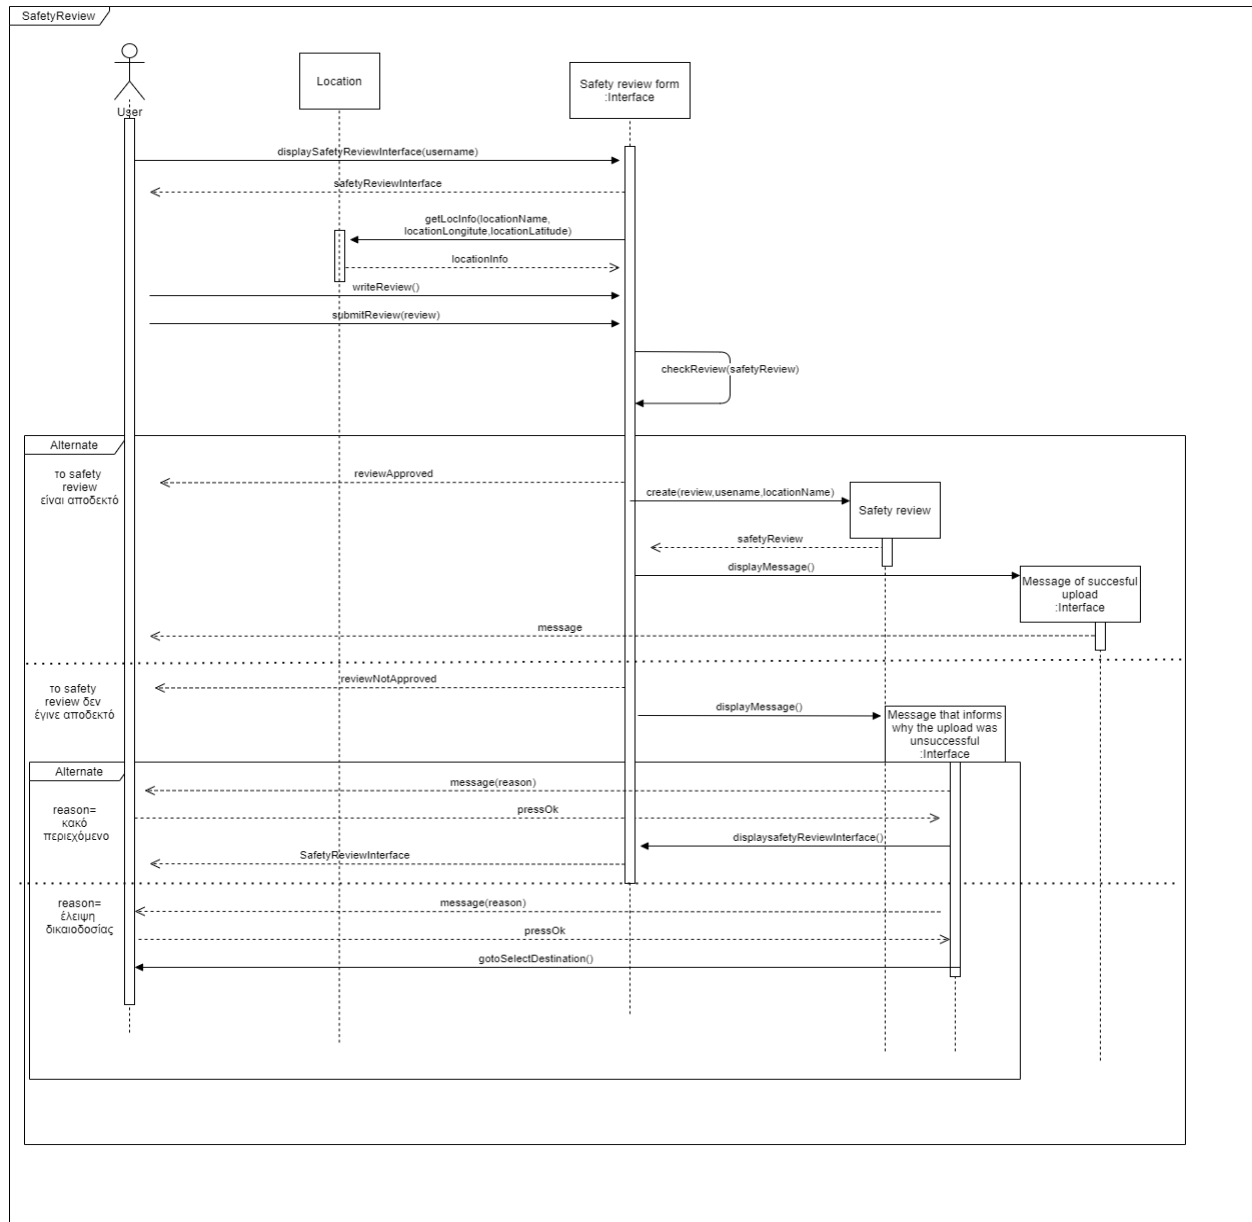 SafetyReview
User
Location
Safety review form
:Interface
displaySafetyReviewInterface(username)
safetyReviewInterface
getLocInfo(locationName,
locationLongitute,locationLatitude)
locationInfo
writeReview()
submitReview(review)
checkReview(safetyReview)
Alternate
το safety
review
είναι αποδεκτό
reviewApproved
create(review,usename,locationName)
Safety review
safetyReview
displayMessage()
Message of succesful
upload
:Interface
message
το safety
review δεν
έγινε αποδεκτό
reviewNotApproved
displayMessage()
Message that informs
why the upload was
unsuccessful
:Interface
Alternate
reason=
κακό
περιεχόμενο
message(reason)
pressOk
displaysafetyReviewInterface()
SafetyReviewInterface
reason=
έλειψη
δικαιοδοσίας
message(reason)
pressOk
gotoSelectDestination()